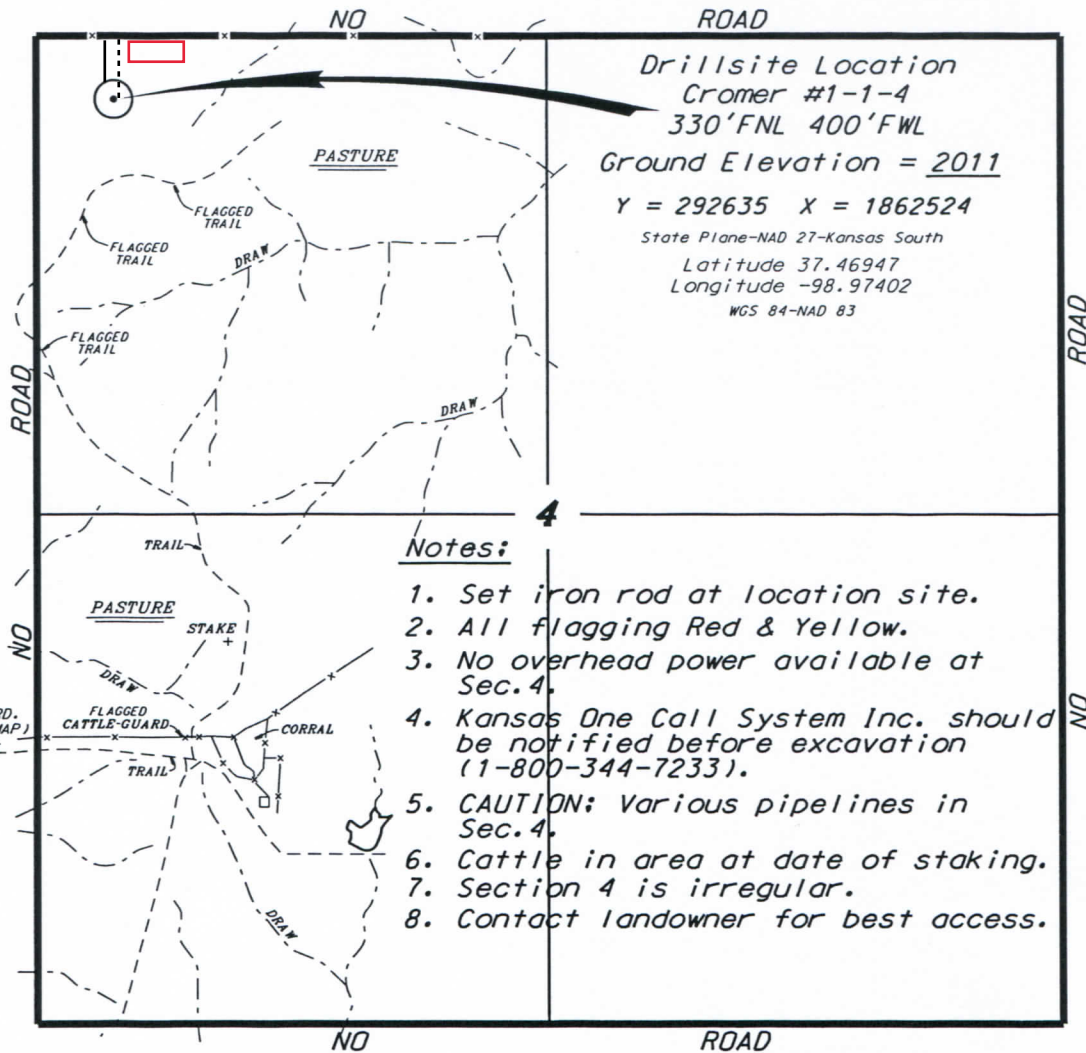 NO ROAD
Drillsite Location
Cromer #1-1-4
330'FNL 400'FWL
Ground Elevation = 2011
Y = 292635 X = 1862524
State Plane-NAD 27-Kansas South
Latitude 37.46947
Longitude -98.97402
WGS 84-NAD 83
PASTURE
FLAGGED
TRAIL
FLAGGED
TRAIL
DRAW
FLAGGED
TRAIL
ROAD
ROAD
DRAW
4
TRAIL
PASTURE
STAKE
NO
DRAW
RD.
MAP)
FLAGGED
CATTLE-GUARD
CORRAL
TRAIL
DRAW
NO
Notes:
1. Set iron rod at location site.
2. All flagging Red & Yellow.
3. No overhead power available at
Sec.4.
4. Kansas One Call System Inc. should
be notified before excavation
(1-800-344-7233).
5. CAUTION: Various pipelines in
Sec.4.
6. Cattle in area at date of staking.
7. Section 4 is irregular.
8. Contact landowner for best access.
NO ROAD